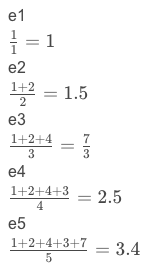 e1
1/1 = 1
e2
1+2/2 = 1.5
e3
1+2+4/3 = 7/3
e4
1+2+4+3/4 = 2.5
e5
1+2+4+3+7/5 = 3.4